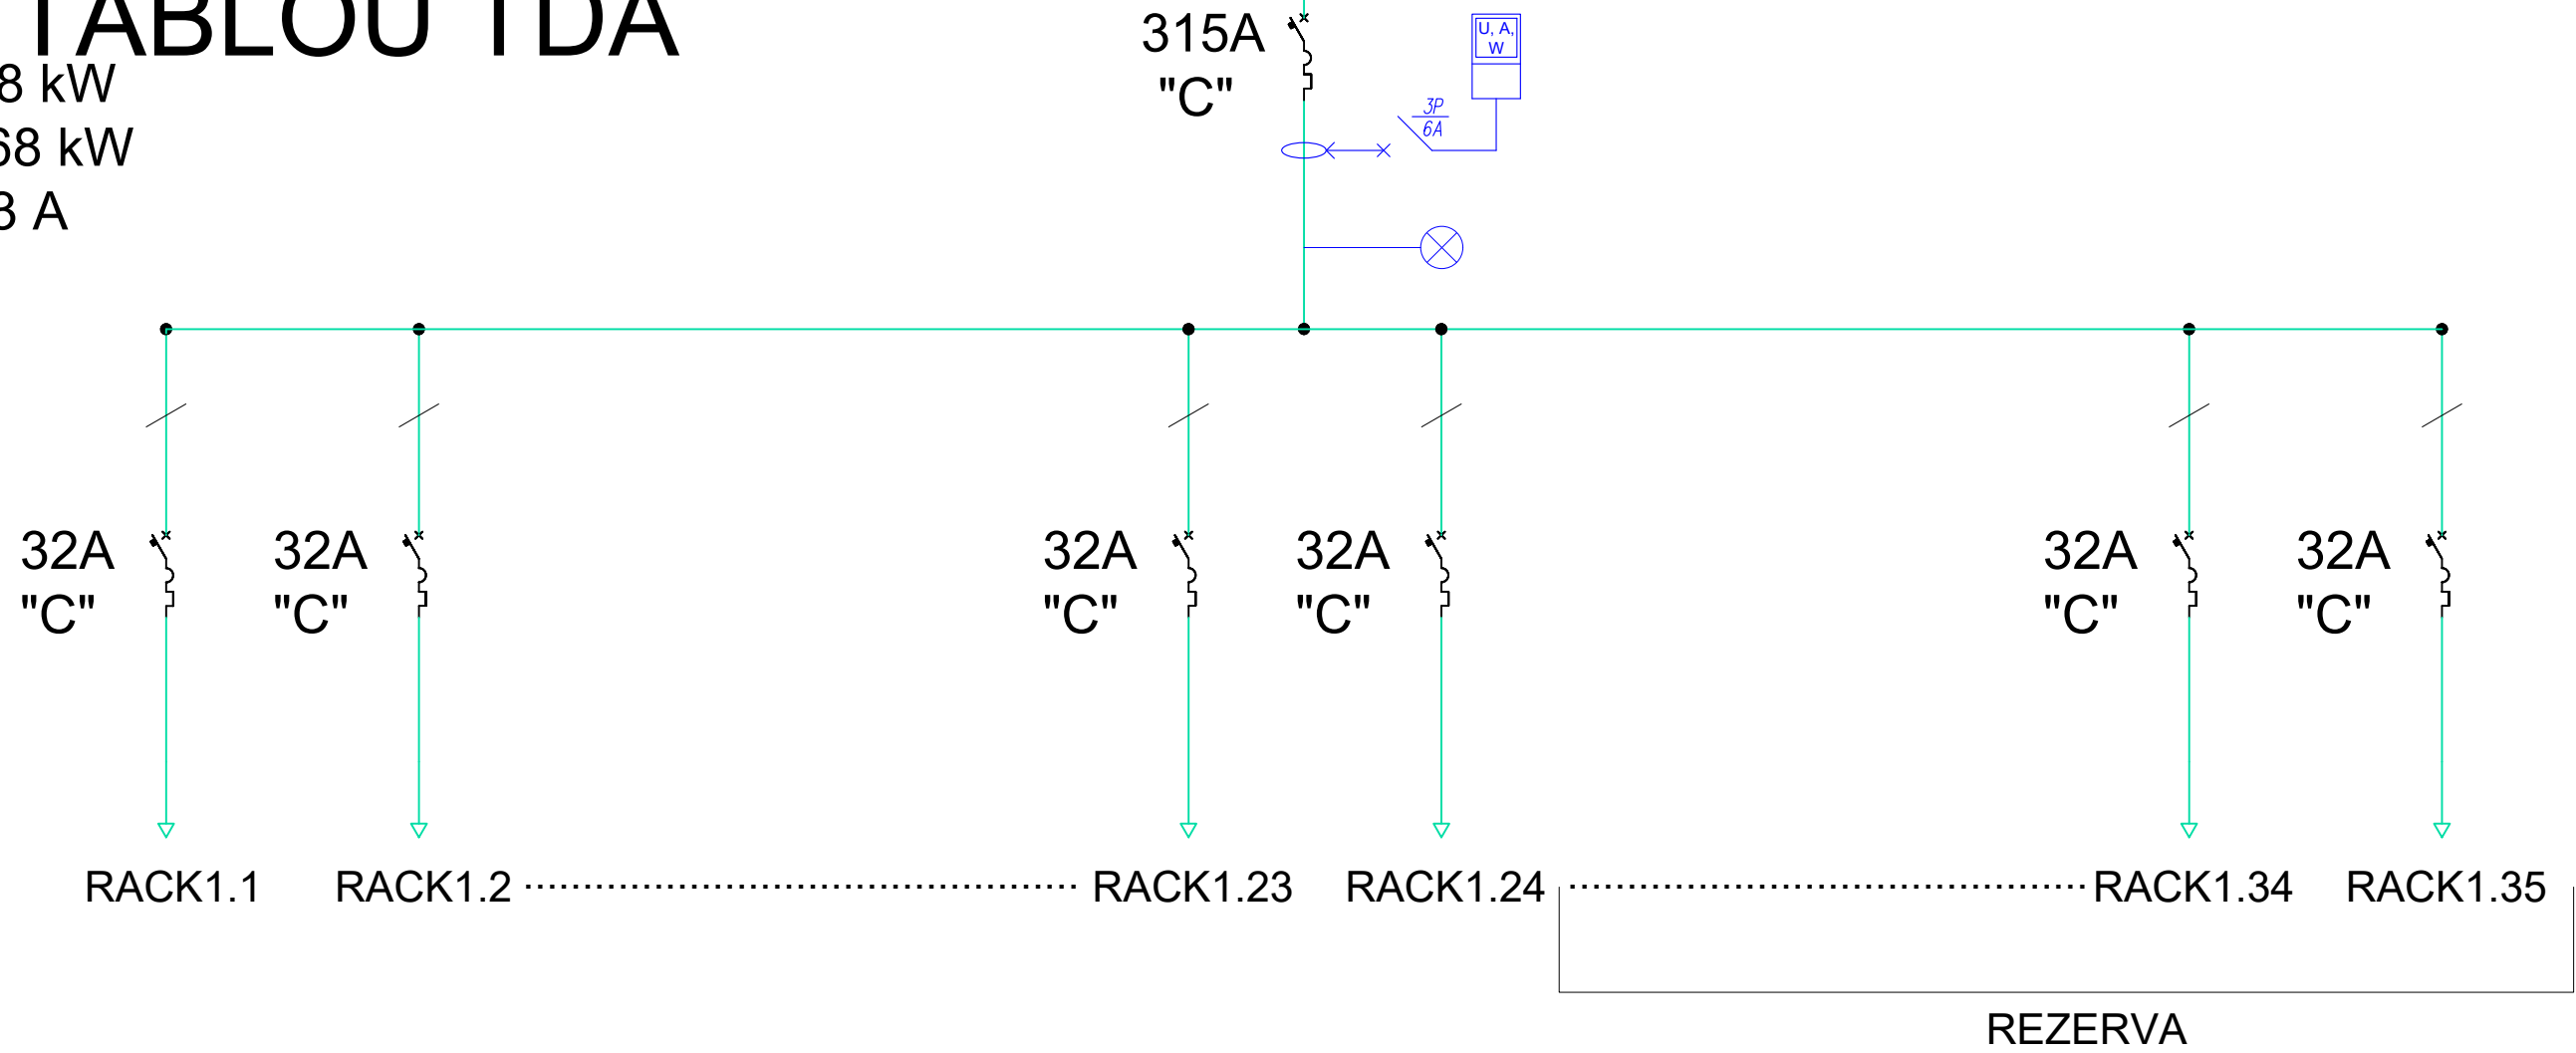 TABLOU TDA
8 kW
68 kW
3 A
315A
"C"
U, A,
W
3P
6A
32A
"C"
32A
"C"
32A
"C"
32A
"C"
32A
"C"
32A
"C"
RACK1.1
RACK1.2
RACK1.23
RACK1.24
RACK1.34
RACK1.35
REZERVA